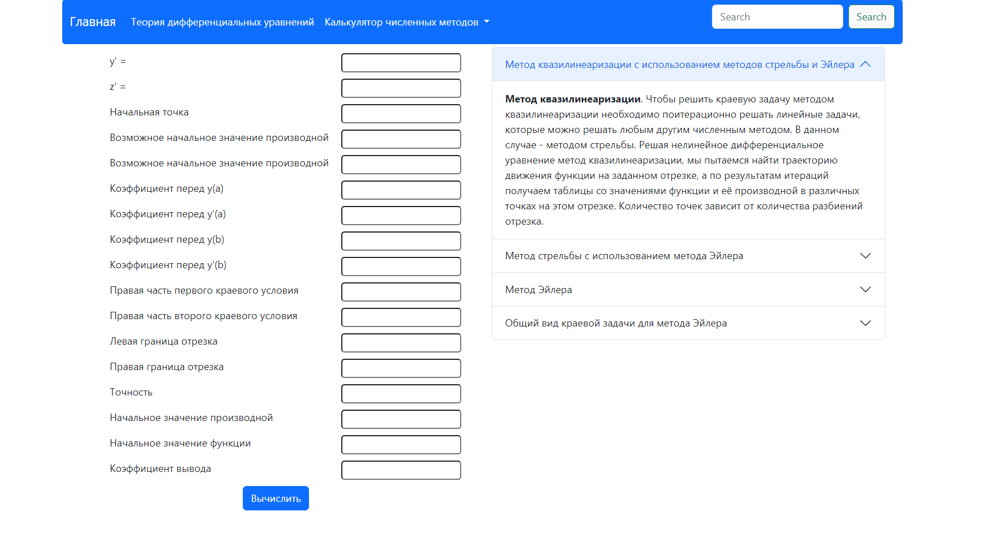 Главная Теория дифференциальных уравнений Калькулятор численных методов Search Search
y' =
z' =
Начальная точка
Возможное начальное значение производной
Возможное начальное значение производной
Коэффициент перед y(a)
Коэффициент перед y'(a)
Коэффициент перед y(b)
Коэффициент перед y'(b)
Правая часть первого краевого условия
Правая часть второго краевого условия
Левая граница отрезка
Правая граница отрезка
Точность
Начальное значение производной
Начальное значение функции
Коэффициент вывода
Вычислить
Метод квазилинеаризации с использованием методов стрельбы и Эйлера
Метод квазилинеаризации. Чтобы решить краевую задачу методом
квазилинеаризации необходимо поитерационно решать линейные задачи,
которые можно решать любым другим численным методом. В данном
случае - методом стрельбы. Решая нелинейное дифференциальное
уравнение метод квазилинеаризации, мы пытаемся найти траекторию
движения функции на заданном отрезке, а по результатам итераций
получаем таблицы со значениями функции и её производной в различных
точках на этом отрезке. Количество точек зависит от количества разбиений
отрезка.
Метод стрельбы с использованием метода Эйлера
Метод Эйлера
Общий вид краевой задачи для метода Эйлера